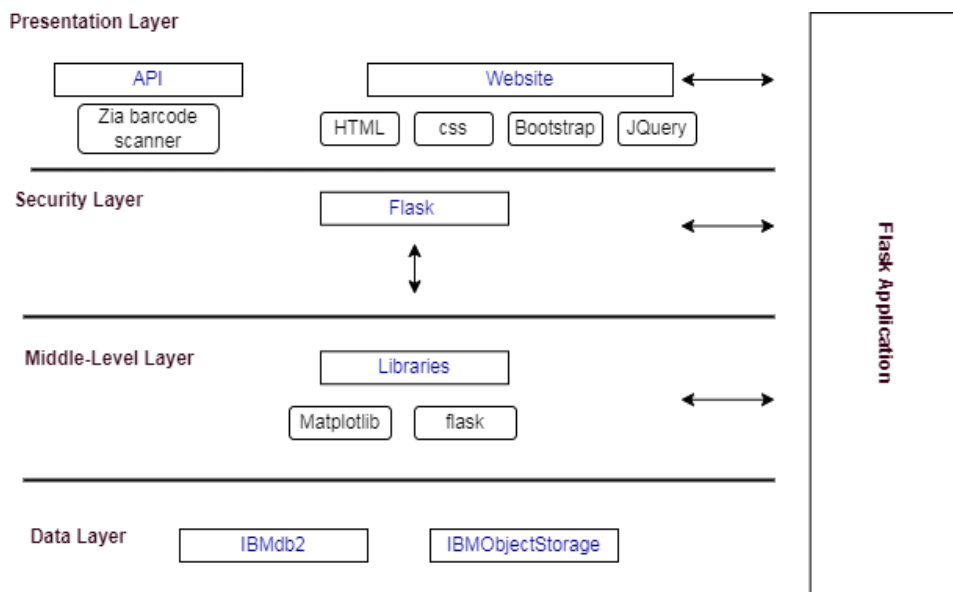 Presentation Layer
API
Website
Zia barcode
scanner
HTML
css
Bootstrap
JQuery
Security Layer
Flask
Middle-Level Layer
Libraries
Matplotlib
flask
Data Layer
IBMdb2
IBMObjectStorage
Flask Application